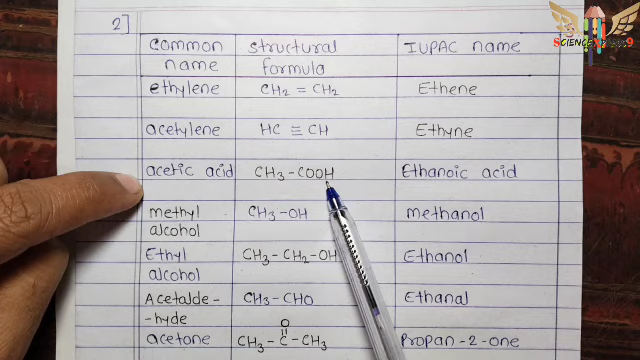 SCIENCE
9
2]
common name | structural formula | IUPAC name
ethylene | CH₂ = CH₂ | Ethene
acetylene | HC ≡ CH | Ethyne
acetic acid | CH₃ - COOH | Ethanoic acid
methyl alcohol | CH₃ - OH | methanol
Ethyl alcohol | CH₃ - CH₂ - OH | Ethanol
Acetalde--hyde | CH₃ - CHO | Ethanal
O
acetone | CH₃ - C - CH₃ | Propan-2-one